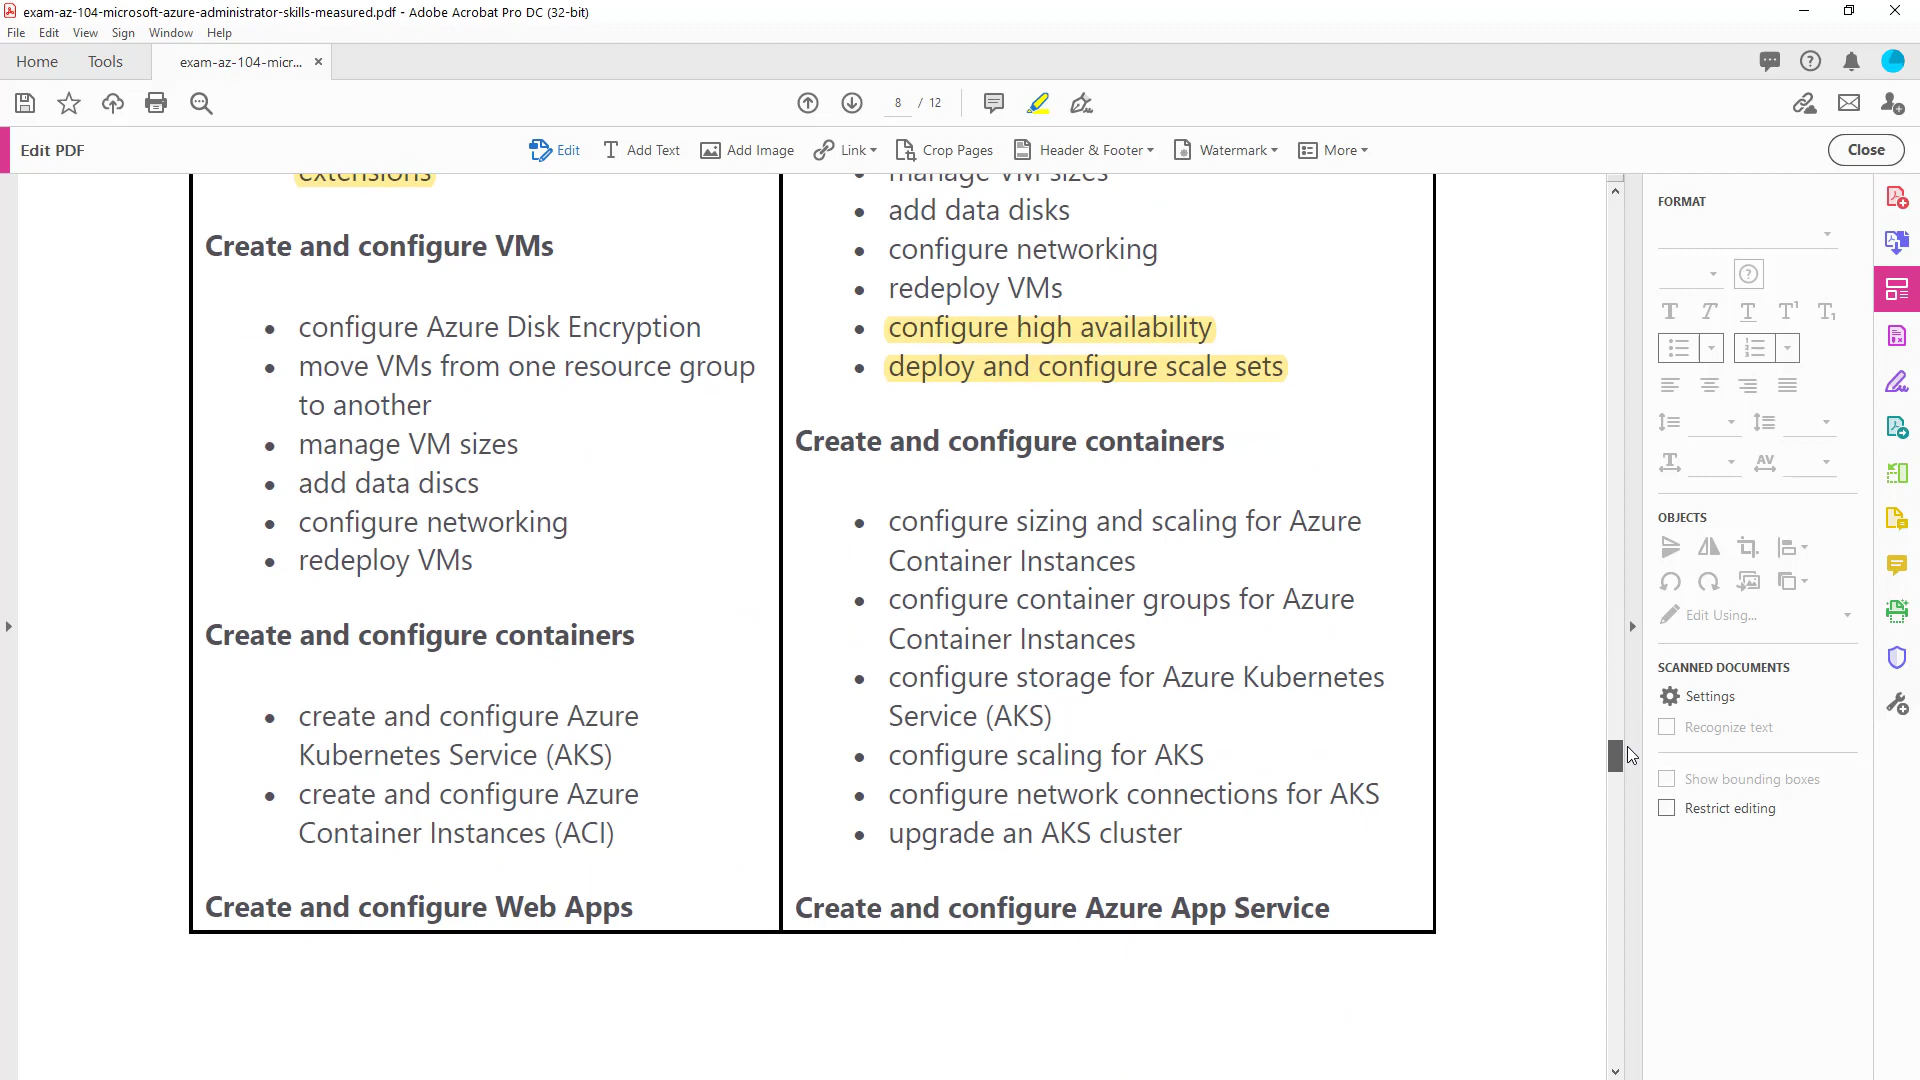 exam-az-104-microsoft-azure-administrator-skills-measured.pdf - Adobe Acrobat Pro DC (32-bit)
File Edit View Sign Window Help
Home Tools exam-az-104-micr... ×
8 / 12
Edit PDF
Edit Add Text Add Image Link Crop Pages Header & Footer Watermark More Close
extensions
Create and configure VMs
• configure Azure Disk Encryption
• move VMs from one resource group
to another
• manage VM sizes
• add data discs
• configure networking
• redeploy VMs
Create and configure containers
• create and configure Azure
Kubernetes Service (AKS)
• create and configure Azure
Container Instances (ACI)
Create and configure Web Apps
• manage VM sizes
• add data disks
• configure networking
• redeploy VMs
• configure high availability
• deploy and configure scale sets
Create and configure containers
• configure sizing and scaling for Azure
Container Instances
• configure container groups for Azure
Container Instances
• configure storage for Azure Kubernetes
Service (AKS)
• configure scaling for AKS
• configure network connections for AKS
• upgrade an AKS cluster
Create and configure Azure App Service
FORMAT
OBJECTS
Edit Using...
SCANNED DOCUMENTS
Settings
Recognize text
Show bounding boxes
Restrict editing